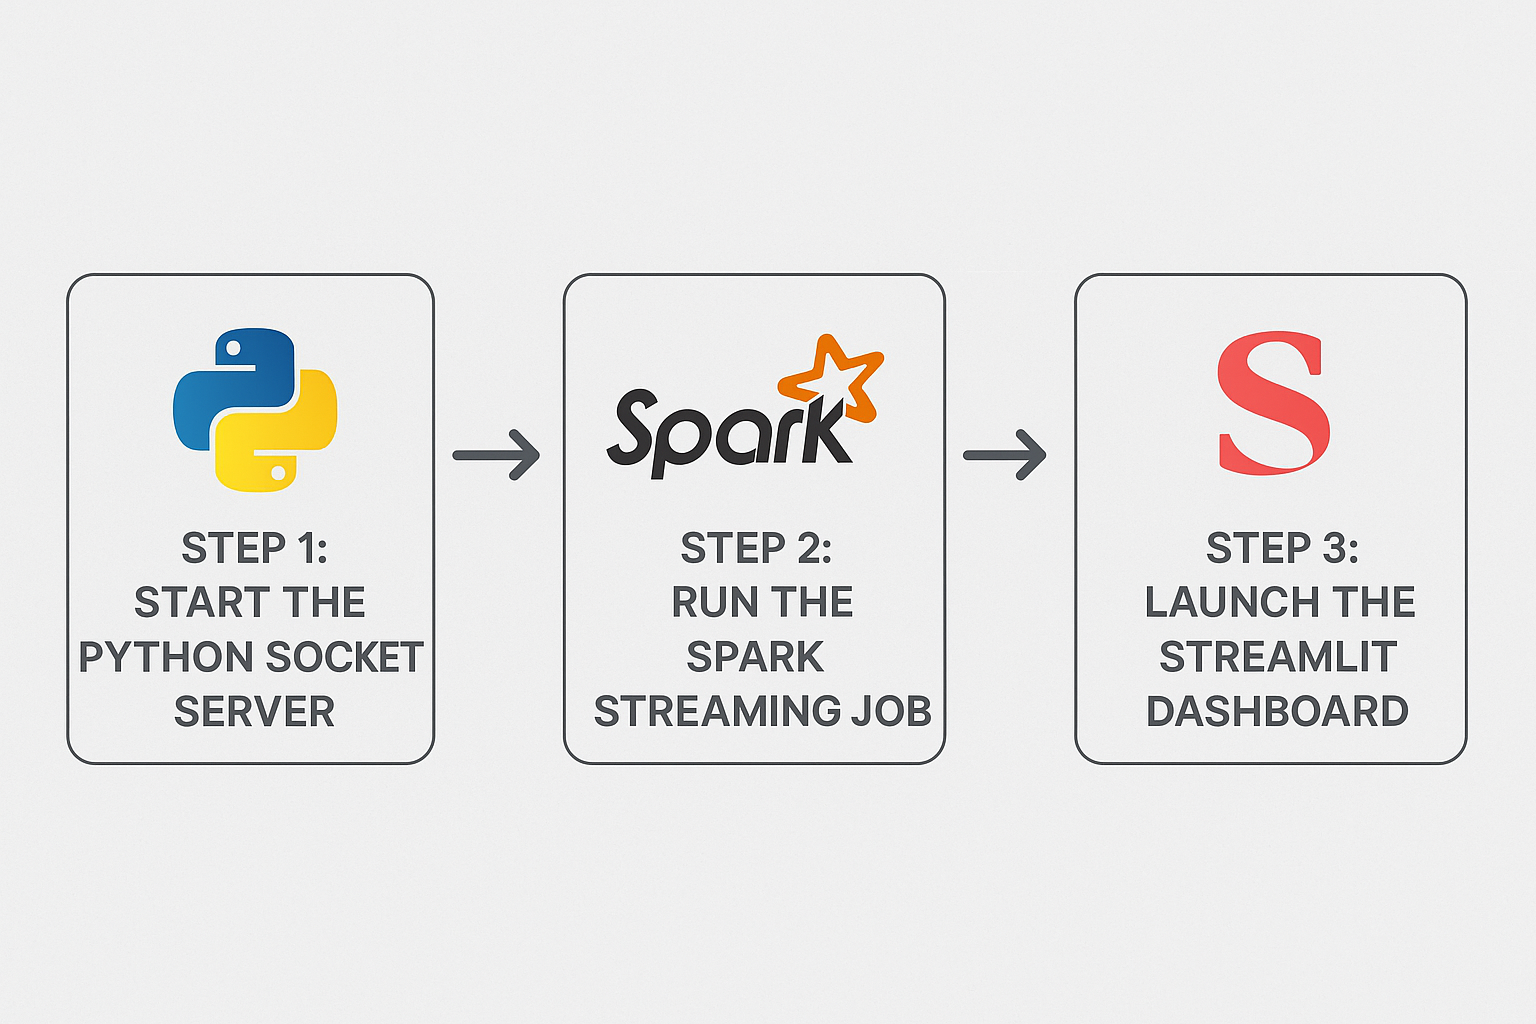 STEP 1:
START THE
PYTHON SOCKET
SERVER
Spark
STEP 2:
RUN THE
SPARK
STREAMING JOB
S
STEP 3:
LAUNCH THE
STREAMLIT
DASHBOARD